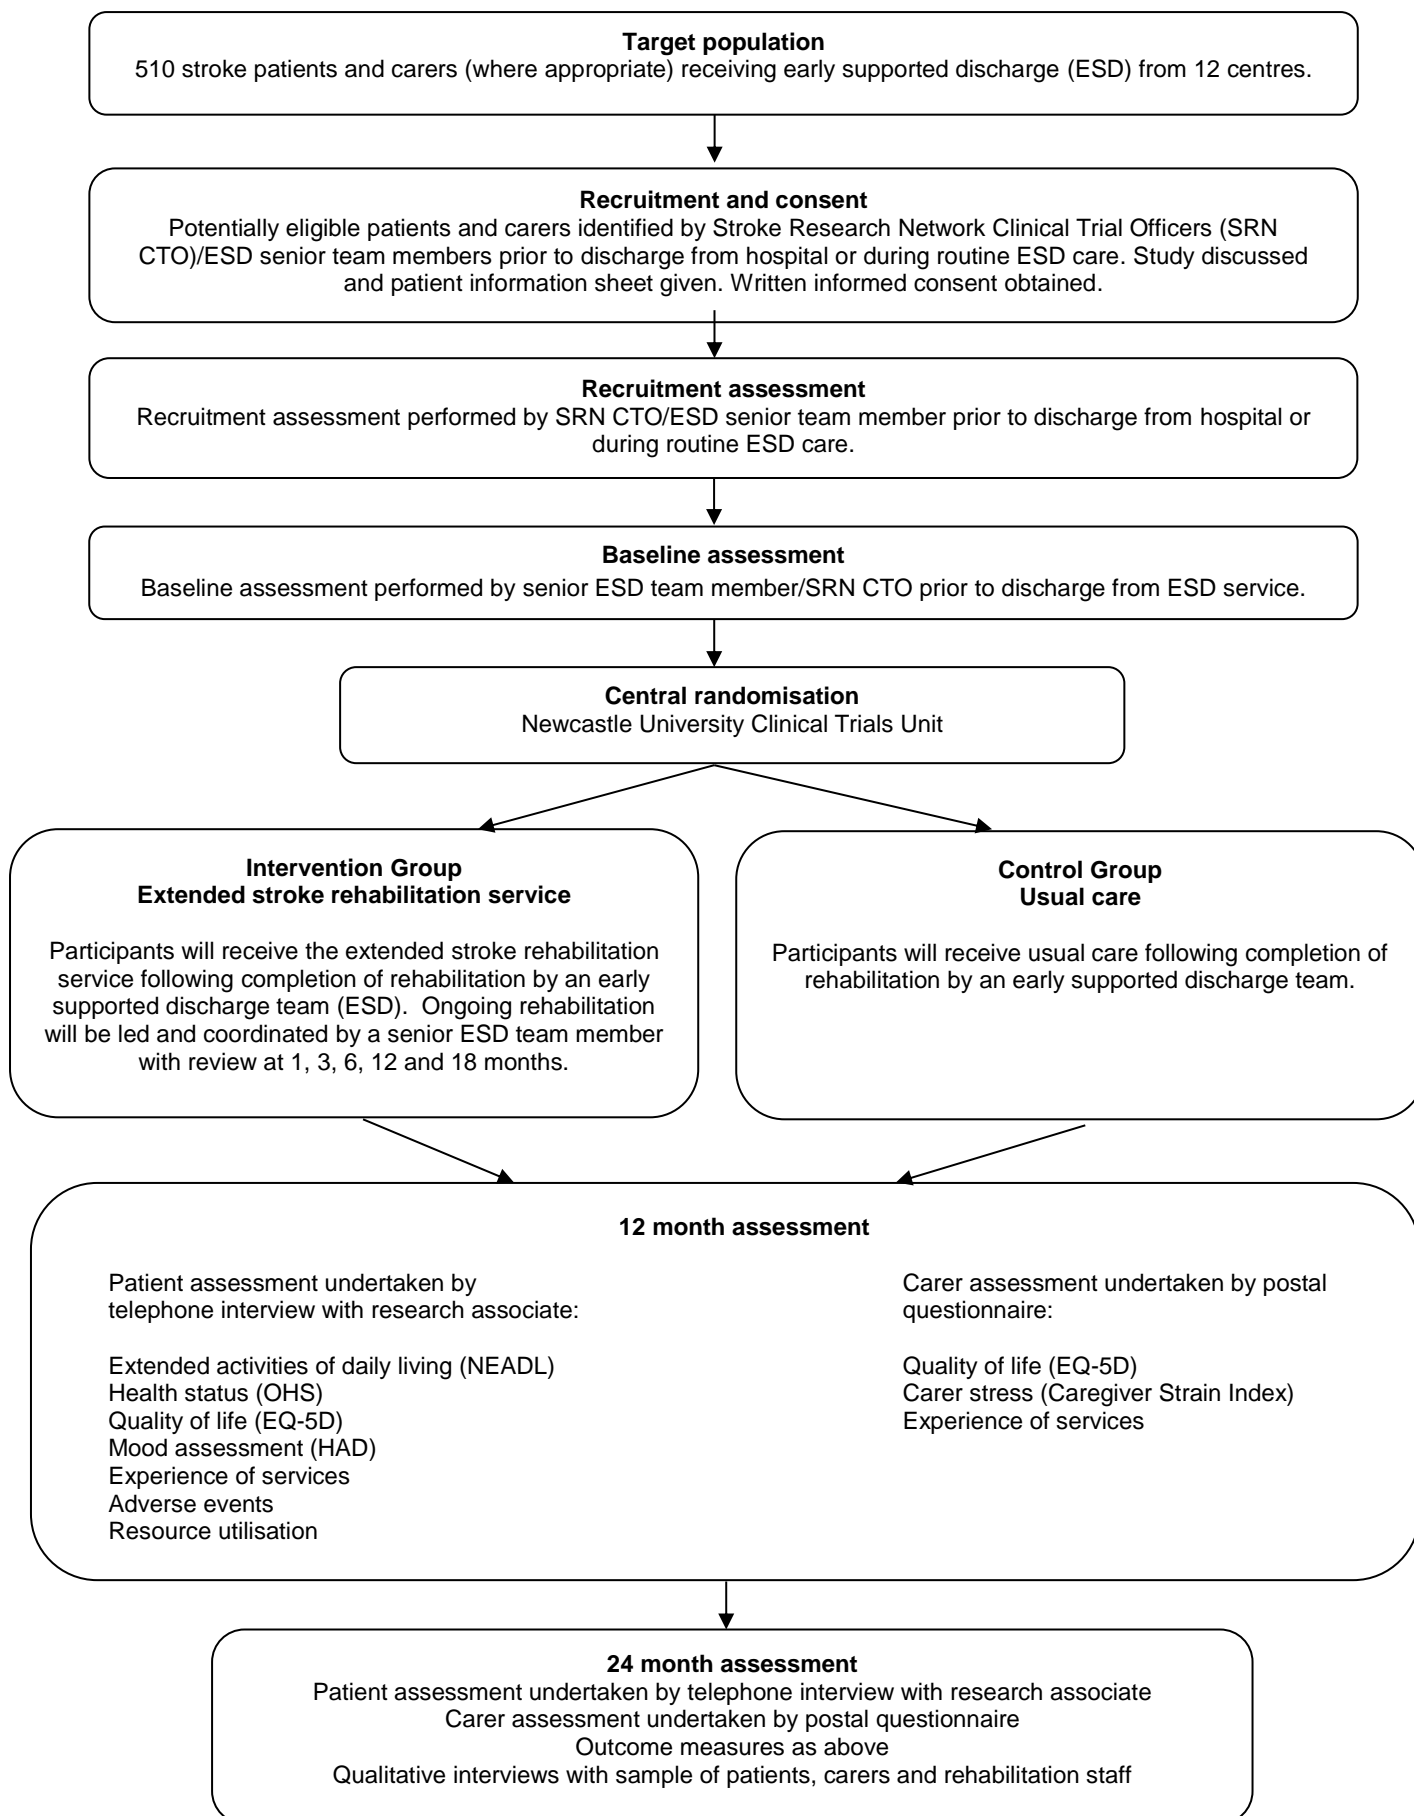 Target population
510 stroke patients and carers (where appropriate) receiving early supported discharge (ESD) from 12 centres.
Recruitment and consent
Potentially eligible patients and carers identified by Stroke Research Network Clinical Trial Officers (SRN
CTO)/ESD senior team members prior to discharge from hospital or during routine ESD care. Study discussed
and patient information sheet given. Written informed consent obtained.
Recruitment assessment
Recruitment assessment performed by SRN CTO/ESD senior team member prior to discharge from hospital or
during routine ESD care.
Baseline assessment
Baseline assessment performed by senior ESD team member/SRN CTO prior to discharge from ESD service.
Central randomisation
Newcastle University Clinical Trials Unit
Intervention Group
Extended stroke rehabilitation service
Participants will receive the extended stroke rehabilitation
service following completion of rehabilitation by an early
supported discharge team (ESD).  Ongoing rehabilitation
will be led and coordinated by a senior ESD team member
with review at 1, 3, 6, 12 and 18 months.
Control Group
Usual care
Participants will receive usual care following completion of
rehabilitation by an early supported discharge team.
12 month assessment
Patient assessment undertaken by
telephone interview with research associate:
Extended activities of daily living (NEADL)
Health status (OHS)
Quality of life (EQ-5D)
Mood assessment (HAD)
Experience of services
Adverse events
Resource utilisation
Carer assessment undertaken by postal
questionnaire:
Quality of life (EQ-5D)
Carer stress (Caregiver Strain Index)
Experience of services
24 month assessment
Patient assessment undertaken by telephone interview with research associate
Carer assessment undertaken by postal questionnaire
Outcome measures as above
Qualitative interviews with sample of patients, carers and rehabilitation staff